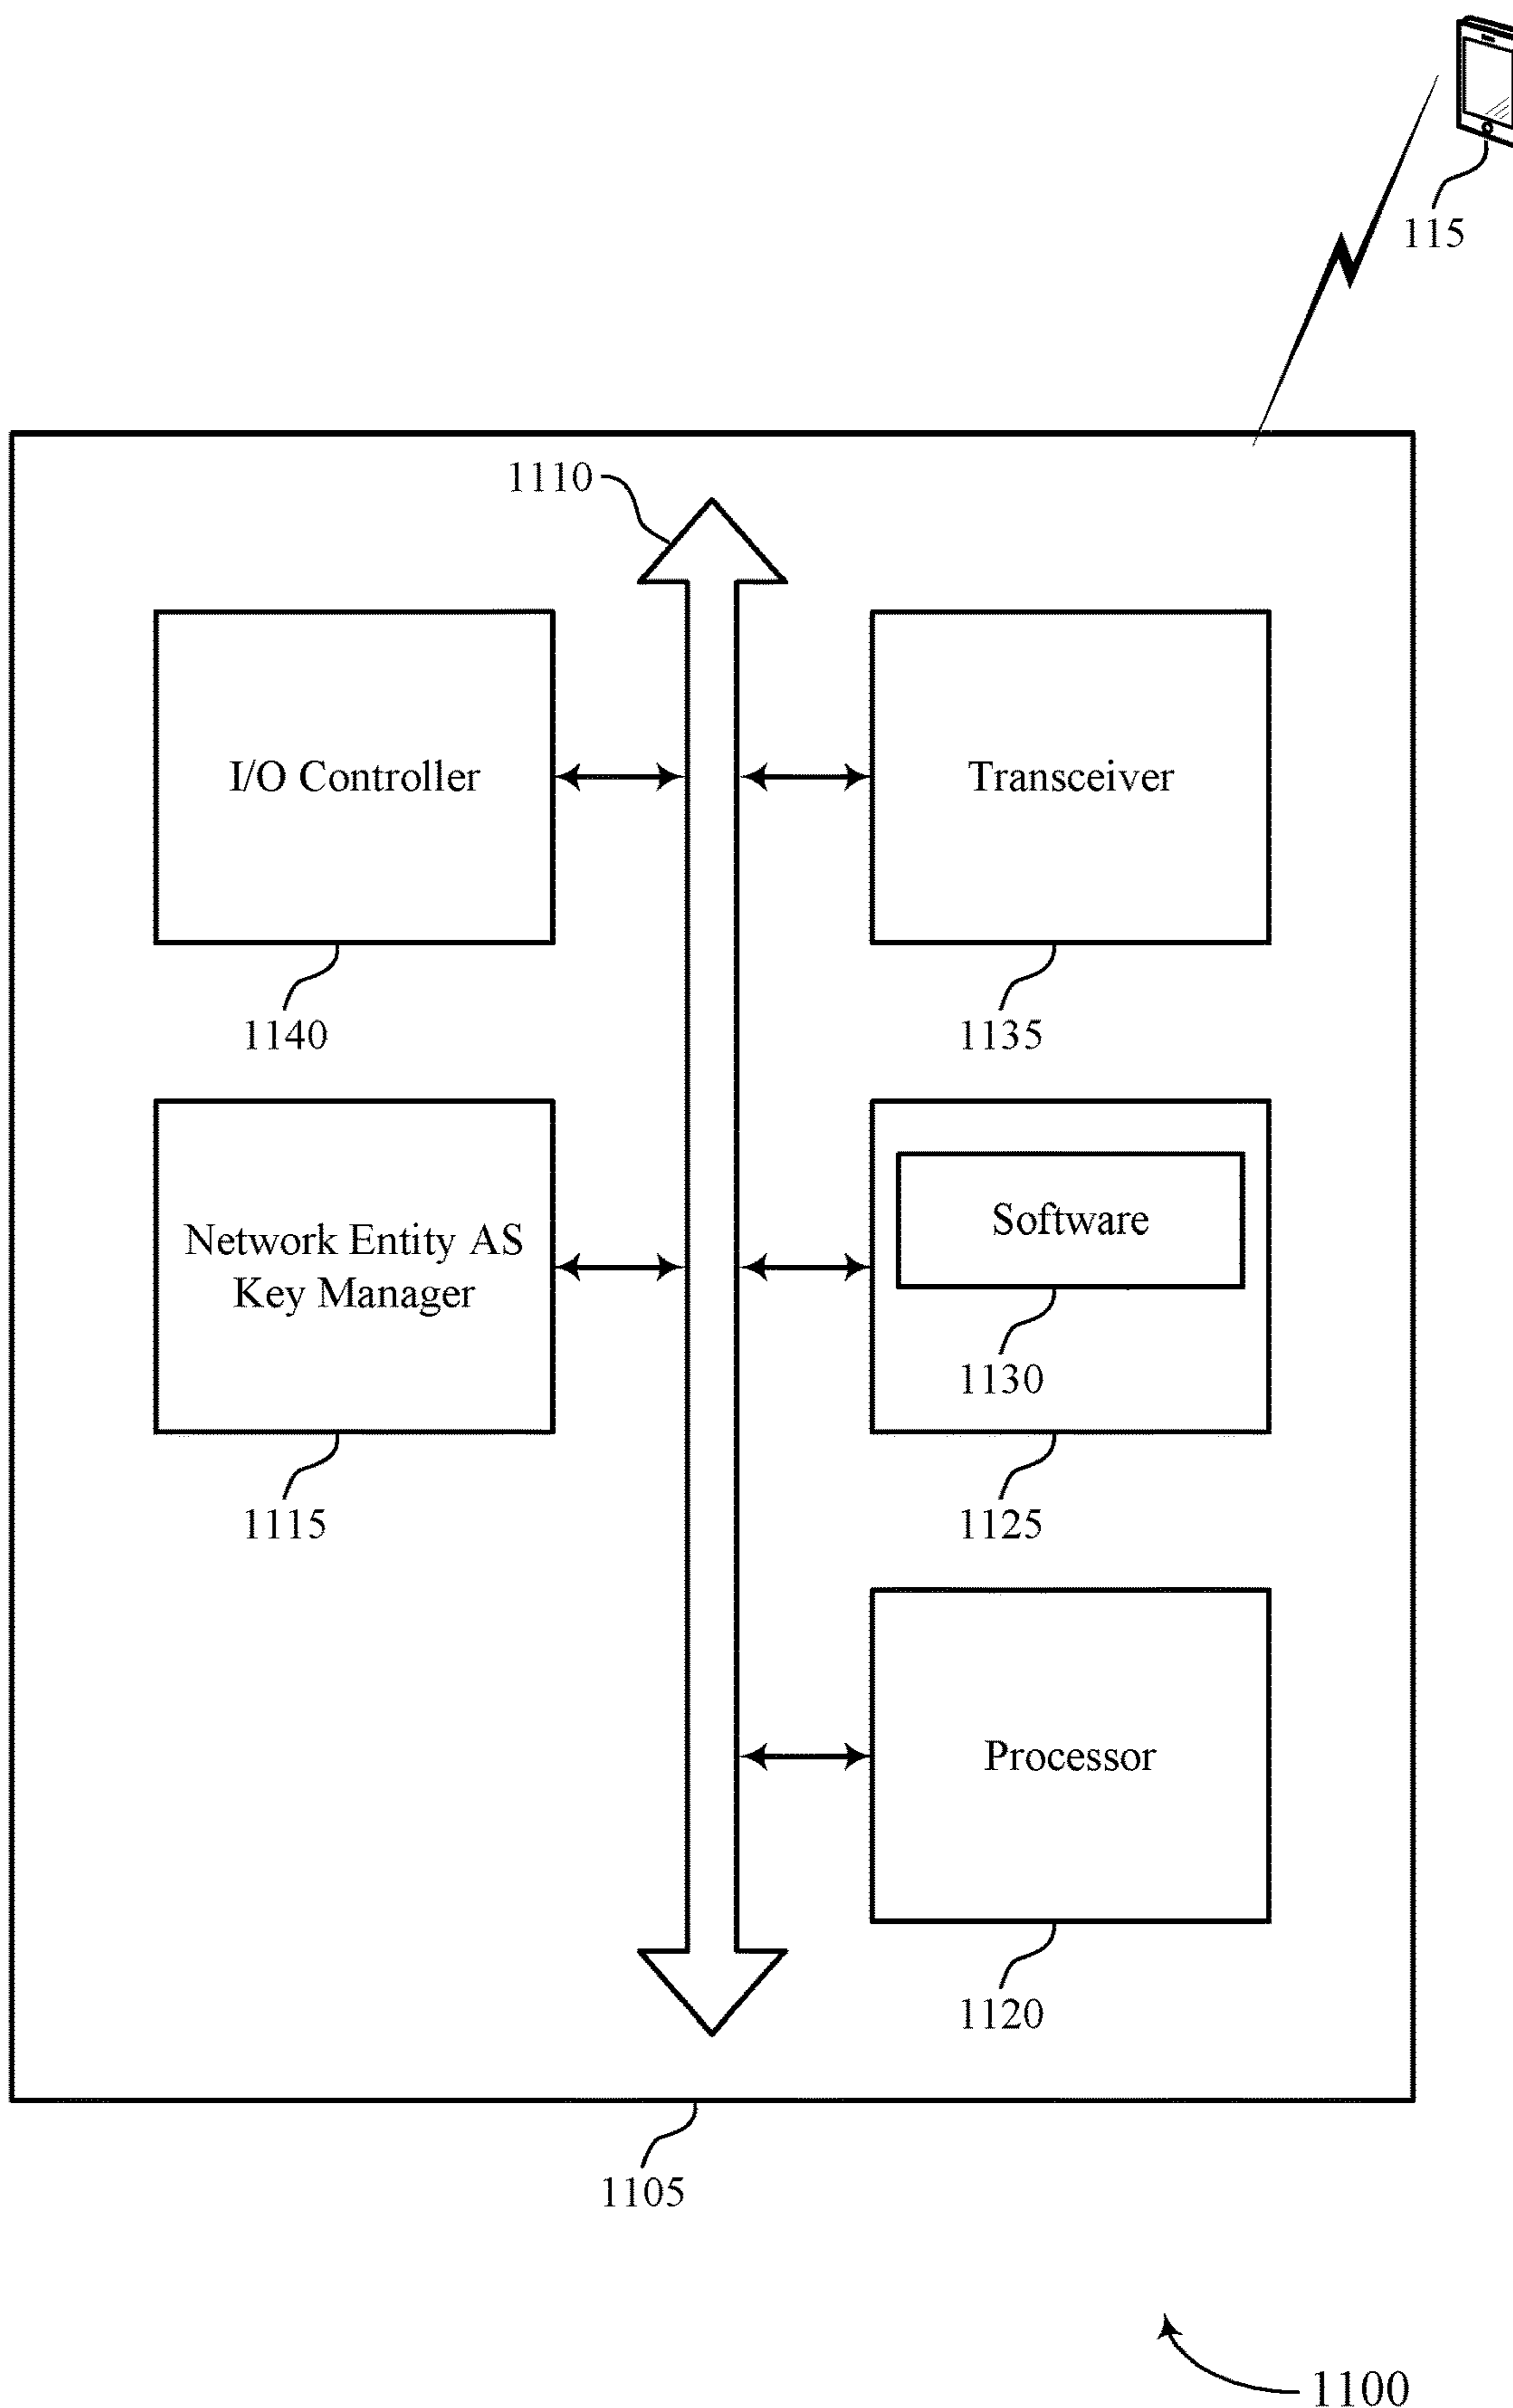 115
1110
I/O Controller
Transceiver
1140
1135
Network Entity AS
Key Manager
Software
1130
1115
1125
Processor
1120
1105
1100